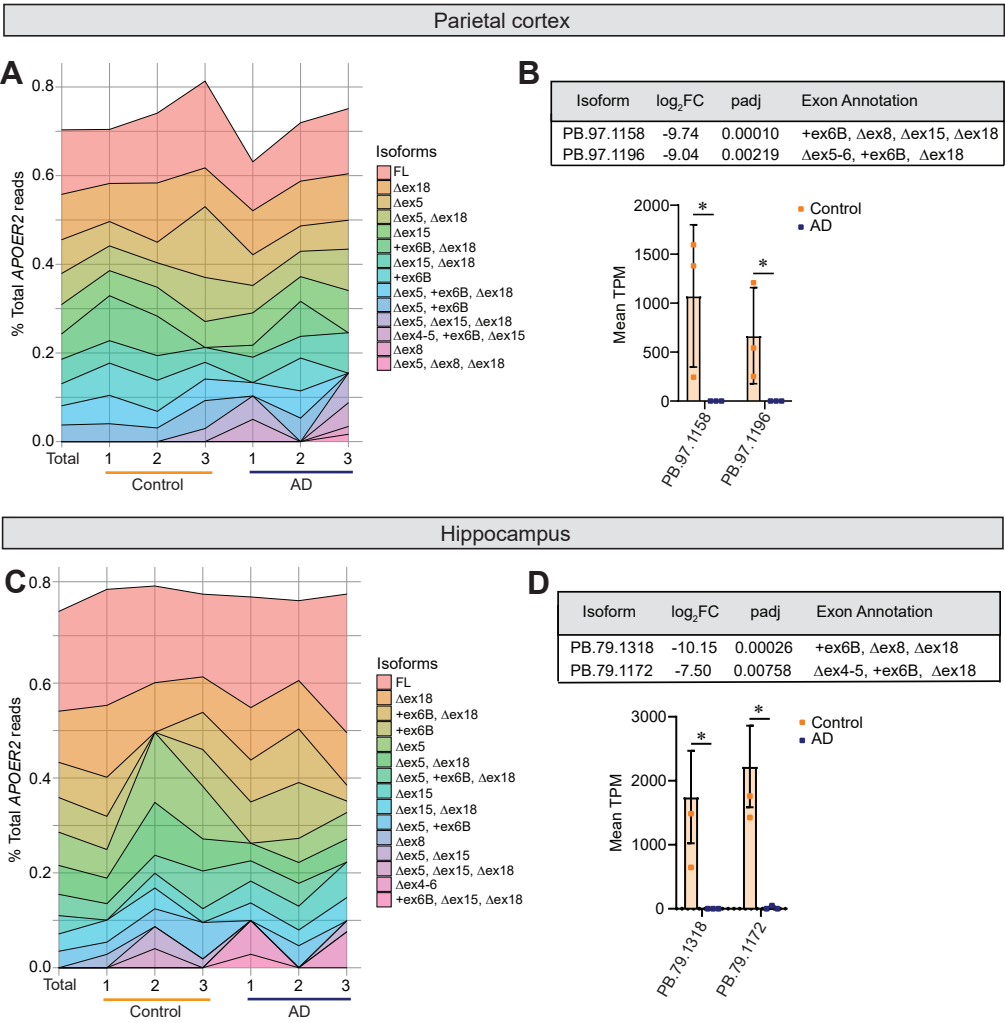 Parietal cortex
A
0.8
0.6
0.4
0.2
0.0
% Total APOER2 reads
Total 1 2 3 1 2 3
Control AD
Isoforms
FL
Δex18
Δex5
Δex5, Δex18
Δex15
+ex6B, Δex18
Δex15, Δex18
+ex6B
Δex5, +ex6B, Δex18
Δex5, +ex6B
Δex5, Δex15, Δex18
Δex4-5, +ex6B, Δex15
Δex8
Δex5, Δex8, Δex18
B
Isoform log2FC padj Exon Annotation
PB.97.1158 -9.74 0.00010 +ex6B, Δex8, Δex15, Δex18
PB.97.1196 -9.04 0.00219 Δex5-6, +ex6B, Δex18
2000
1500
1000
500
0
Mean TPM
*
*
Control
AD
PB.97.1158
PB.97.1196
Hippocampus
C
0.8
0.6
0.4
0.2
0.0
% Total APOER2 reads
Total 1 2 3 1 2 3
Control AD
Isoforms
FL
Δex18
+ex6B, Δex18
+ex6B
Δex5
Δex5, Δex18
Δex5, +ex6B, Δex18
Δex15
Δex15, Δex18
Δex5, +ex6B
Δex8
Δex5, Δex15
Δex5, Δex15, Δex18
Δex4-6
+ex6B, Δex15, Δex18
D
Isoform log2FC padj Exon Annotation
PB.79.1318 -10.15 0.00026 +ex6B, Δex8, Δex18
PB.79.1172 -7.50 0.00758 Δex4-5, +ex6B, Δex18
3000
2000
1000
0
Mean TPM
*
*
Control
AD
PB.79.1318
PB.79.1172